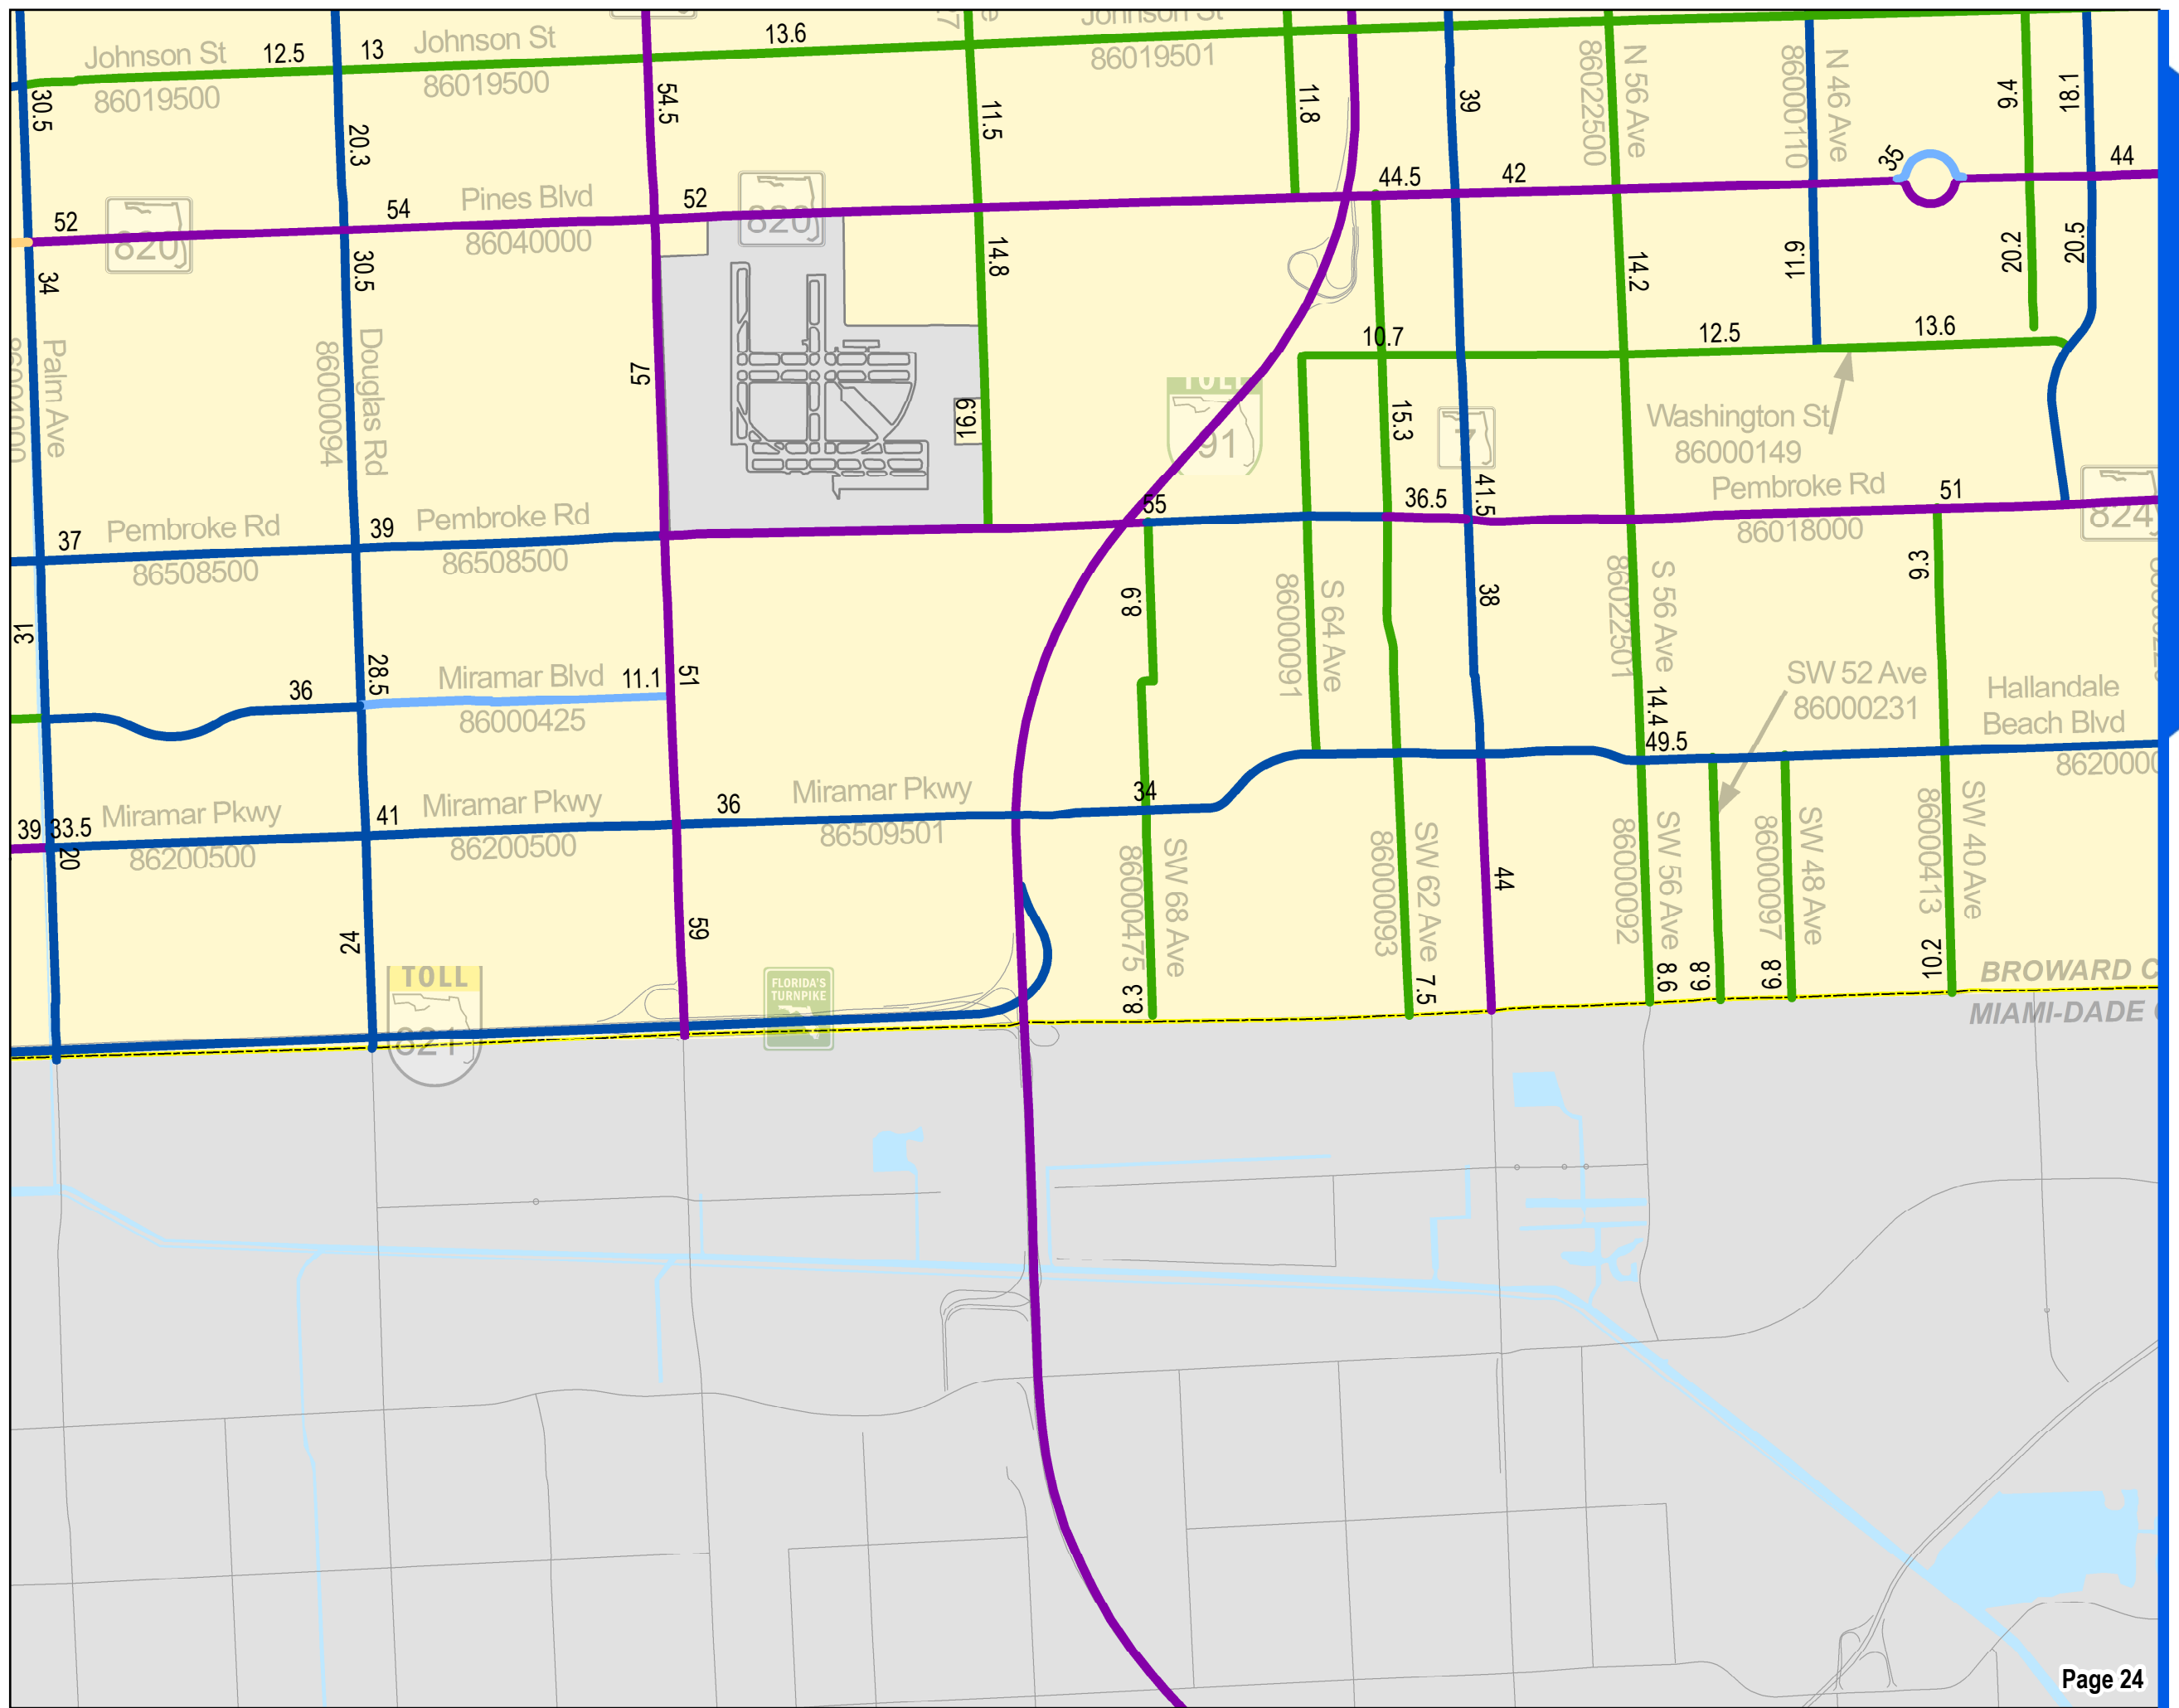 Johnson St
12.5
13
Johnson St
13.6
Johnson St
86019500
86019500
86019501
30.5
20.3
54.5
11.5
11.8
39
86022500
N 56 Ave
86000110
N 46 Ave
9.4
18.1
52
820
54
Pines Blvd
86040000
52
820
44.5
42
35
44
34
30.5
14.8
14.2
11.9
20.2
20.5
Palm Ave
86000094
Douglas Rd
57
16.9
TOLL
91
10.7
15.3
7
12.5
13.6
Washington St
86000149
37
Pembroke Rd
86508500
39
Pembroke Rd
86508500
55
36.5
41.5
Pembroke Rd
86018000
51
824
31
6.8
86000091
S 64 Ave
38
86022501
S 56 Ave
9.3
36
28.5
Miramar Blvd
11.1
86000425
51
14.4
49.5
SW 52 Ave
86000231
Hallandale
Beach Blvd
39
33.5
Miramar Pkwy
86200500
41
Miramar Pkwy
86200500
36
Miramar Pkwy
86509501
34
20
24
59
86000475
SW 68 Ave
8.3
86000093
SW 62 Ave
7.5
44
86000092
SW 56 Ave
8.6
8.9
86000097
SW 48 Ave
8.9
86000413
SW 40 Ave
10.2
TOLL
821
FLORIDA'S
TURNPIKE
BROWARD C
MIAMI-DADE
Page 24